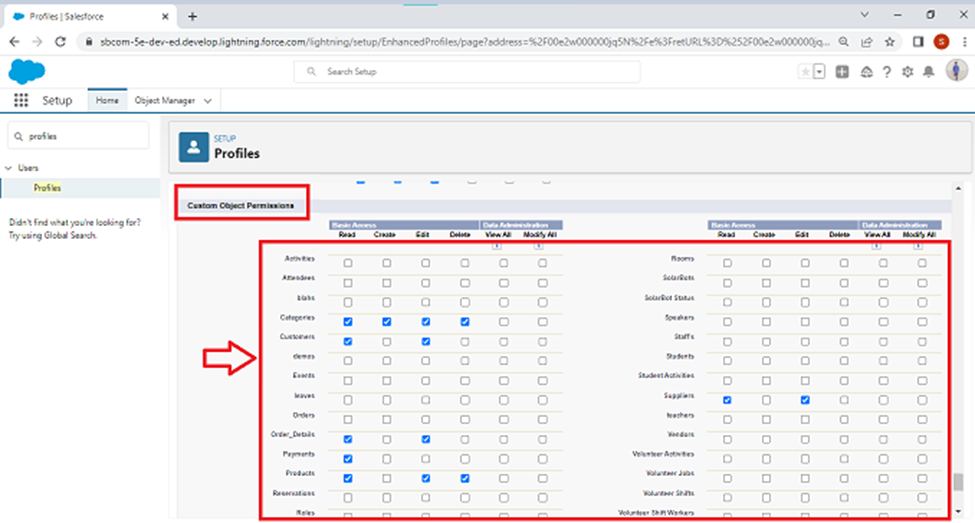 Profiles | Salesforce
sbcom-5e-dev-ed.develop.lightning.force.com/lightning/setup/EnhancedProfiles/page?address=%2F00e2w000000jq5N%2Fe%3FretURL%3D%252F00e2w000000jq...
S
Search Setup
Setup
Home
Object Manager
profiles
Users
Profiles
Didn't find what you're looking for?
Try using Global Search.
SETUP
Profiles
Custom Object Permissions
Basic Access Data Administration
Read Create Edit Delete View All Modify All
Activities
Attendees
blahs
Categories
Customers
demos
Events
leaves
Orders
Order_Details
Payments
Products
Reservations
Roles
Basic Access Data Administration
Read Create Edit Delete View All Modify All
Rooms
SolarBots
SolarBot Status
Speakers
Staffs
Students
Student Activities
Suppliers
teachers
Vendors
Volunteer Activities
Volunteer Jobs
Volunteer Shifts
Volunteer Shift Workers